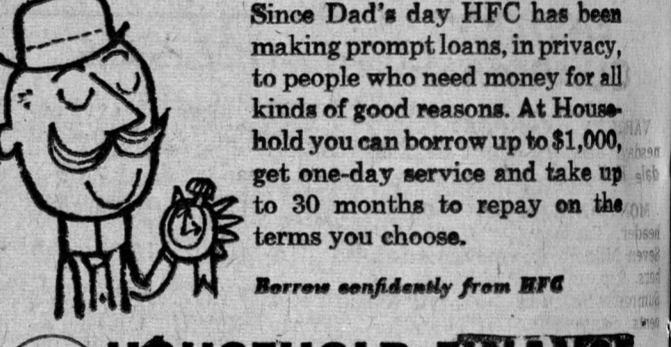 Since Dad's day HFC has been
making prompt loans, in privacy,
to people who need money for all
kinds of good reasons. At House-
hold you can borrow up to $1,000,
get one-day service and take up
to 30 months to repay on the
terms you choose.
Borrow confidently from HFC
HOUSEHOLD FINANCE